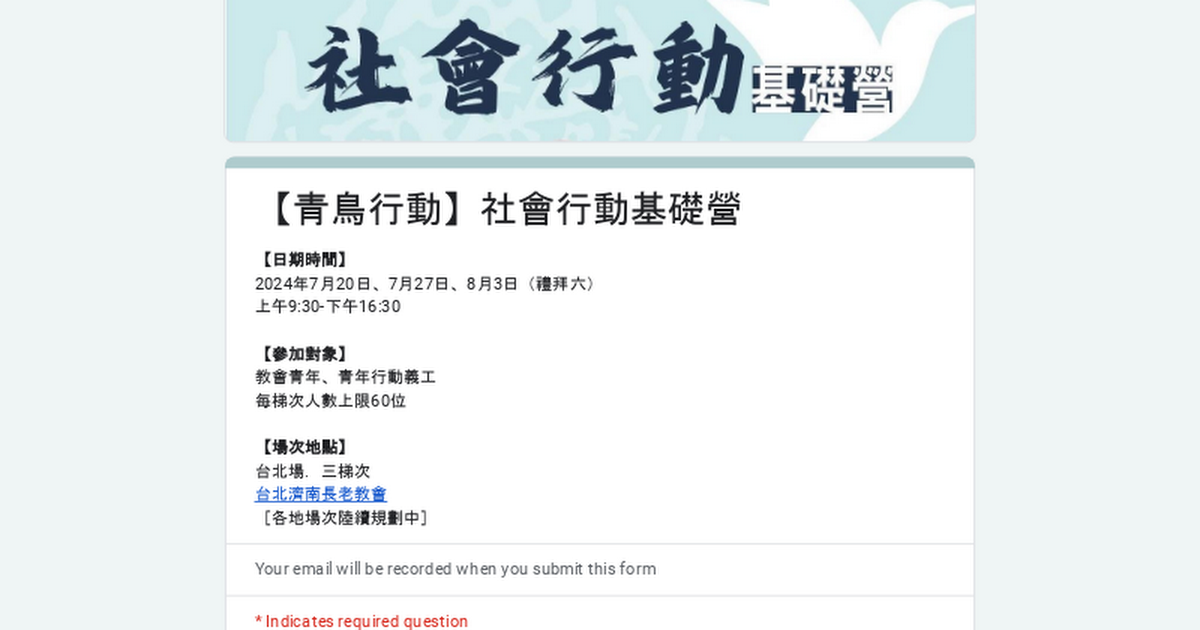 社會行動基礎營
【青鳥行動】社會行動基礎營
【日期時間】
2024年7月20日、7月27日、8月3日（禮拜六）
上午9:30-下午16:30
【參加對象】
教會青年、青年行動義工
每梯次人數上限60位
【場次地點】
台北場．三梯次
台北濟南長老教會
［各地場次陸續規劃中］
Your email will be recorded when you submit this form
* Indicates required question